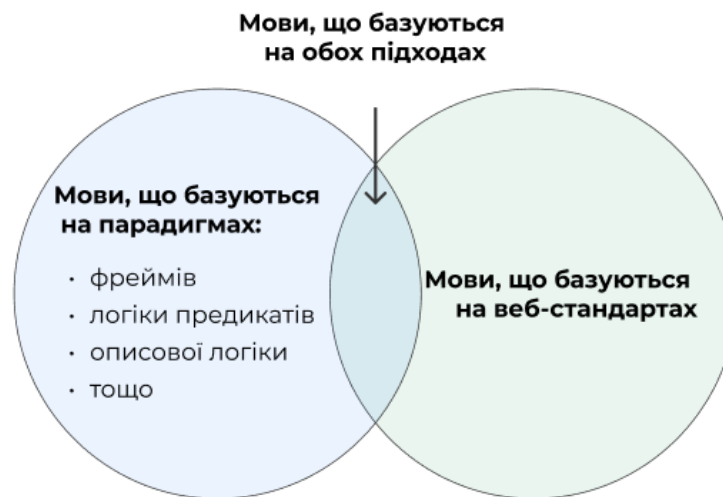 Мови, що базуються
на обох підходах
Мови, що базуються
на парадигмах:
· фреймів
· логіки предикатів
· описової логіки
· тощо
Мови, що базуються
на веб-стандартах